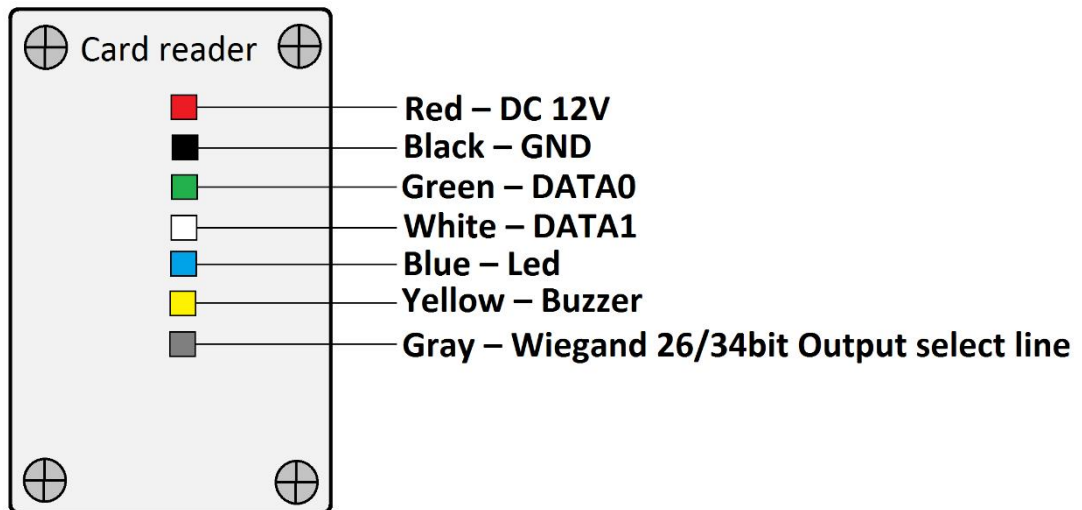 Card reader
Red – DC 12V
Black – GND
Green – DATA0
White – DATA1
Blue – Led
Yellow – Buzzer
Gray – Wiegand 26/34bit Output select line